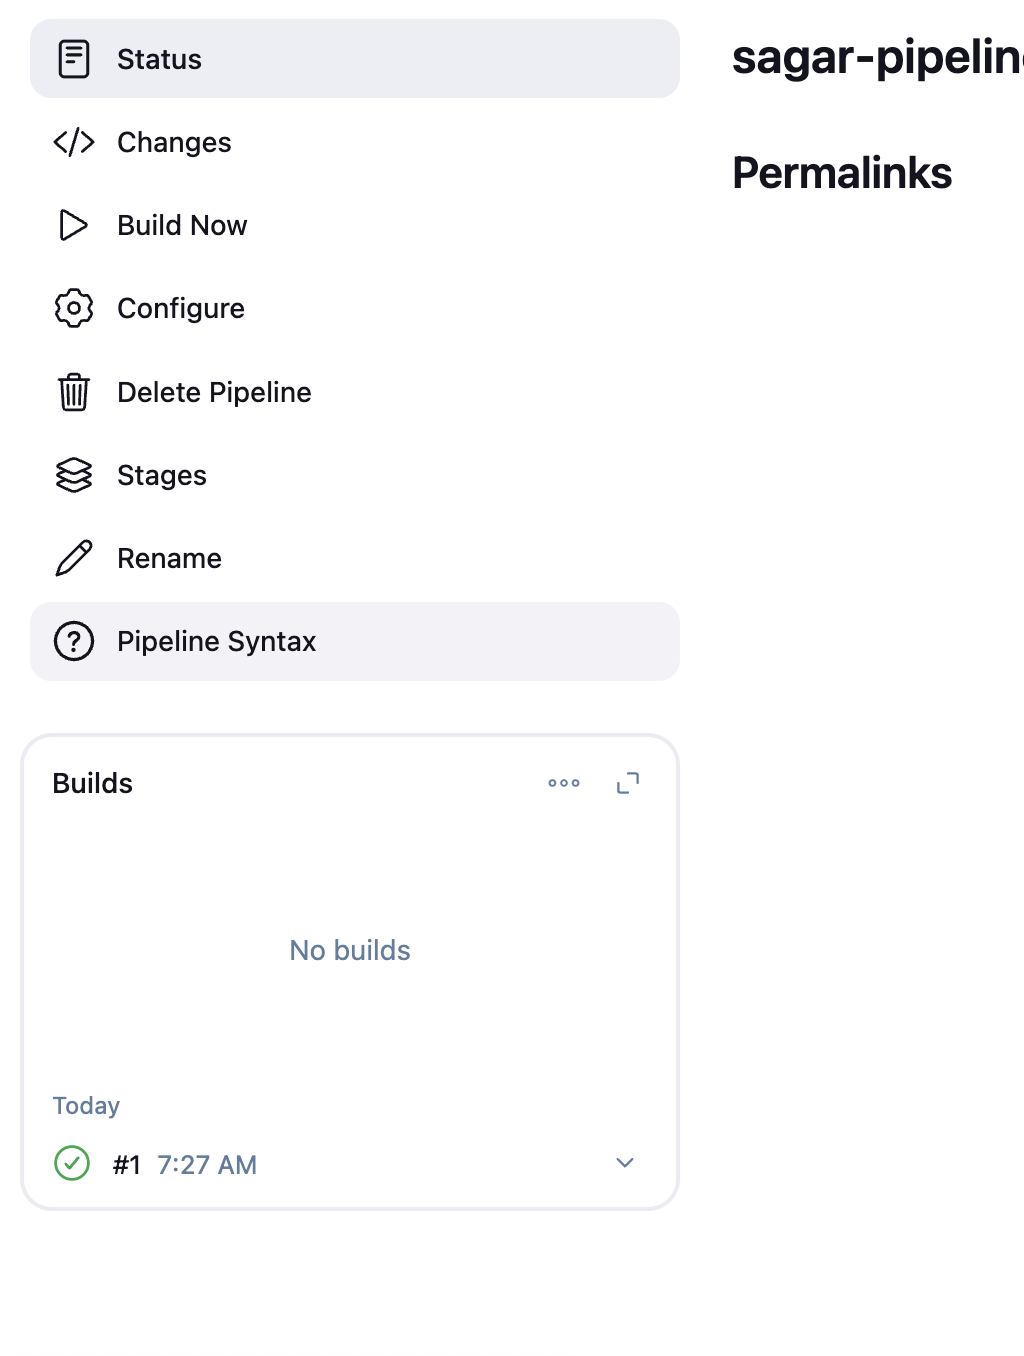 Status
Changes
Build Now
Configure
Delete Pipeline
Stages
Rename
Pipeline Syntax
Builds
No builds
Today
#1 7:27 AM
sagar-pipelin
Permalinks